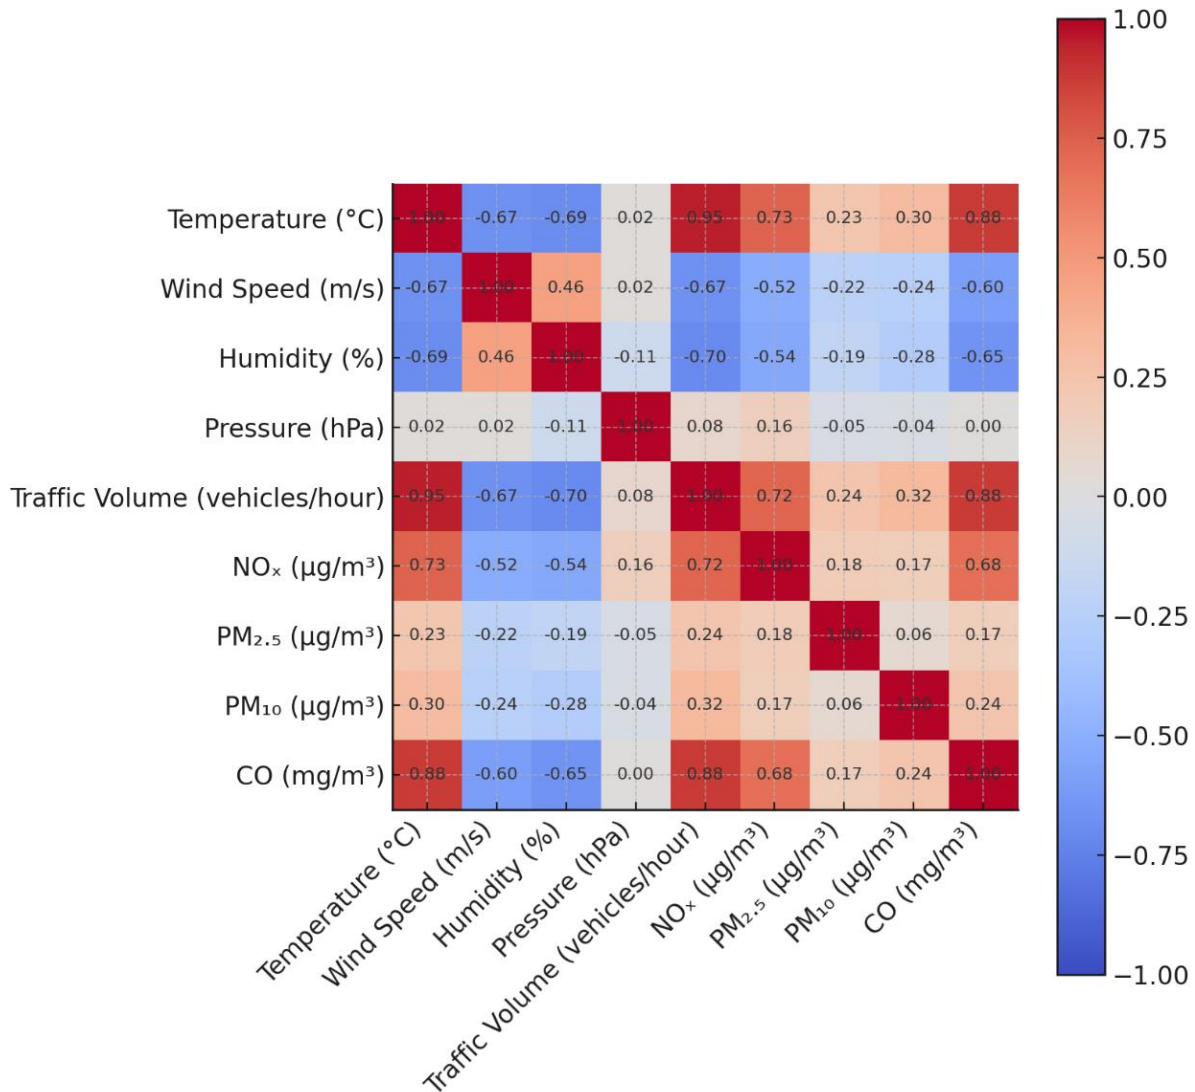 1.00
0.75
0.50
0.25
0.00
−0.25
−0.50
−0.75
−1.00
Temperature (°C) 1.00 -0.67 -0.69 0.02 0.95 0.73 0.23 0.30 0.88
Wind Speed (m/s) -0.67 1.00 0.46 0.02 -0.67 -0.52 -0.22 -0.24 -0.60
Humidity (%) -0.69 0.46 1.00 -0.11 -0.70 -0.54 -0.19 -0.28 -0.65
Pressure (hPa) 0.02 0.02 -0.11 1.00 0.08 0.16 -0.05 -0.04 0.00
Traffic Volume (vehicles/hour) 0.95 -0.67 -0.70 0.08 1.00 0.72 0.24 0.32 0.88
NOₓ (μg/m³) 0.73 -0.52 -0.54 0.16 0.72 1.00 0.18 0.17 0.68
PM₂.₅ (μg/m³) 0.23 -0.22 -0.19 -0.05 0.24 0.18 1.00 0.06 0.17
PM₁₀ (μg/m³) 0.30 -0.24 -0.28 -0.04 0.32 0.17 0.06 1.00 0.24
CO (mg/m³) 0.88 -0.60 -0.65 0.00 0.88 0.68 0.17 0.24 1.00
Temperature (°C)
Wind Speed (m/s)
Humidity (%)
Pressure (hPa)
Traffic Volume (vehicles/hour)
NOₓ (μg/m³)
PM₂.₅ (μg/m³)
PM₁₀ (μg/m³)
CO (mg/m³)